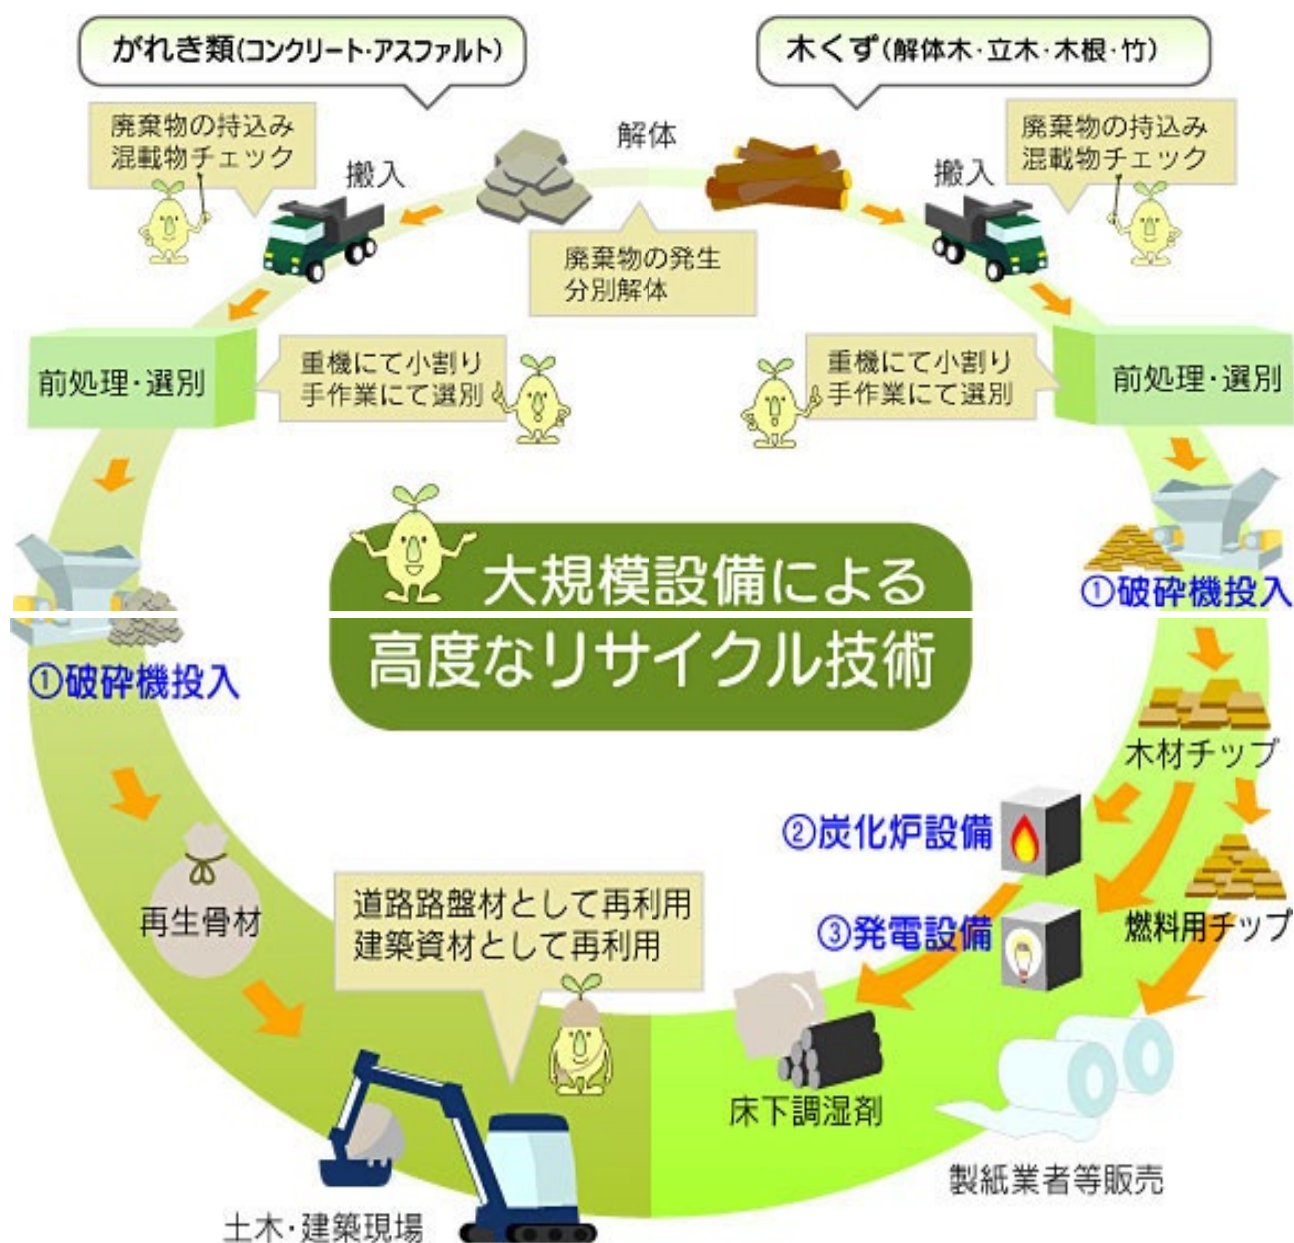 がれき類(コンクリート・アスファルト)
木くず(解体木・立木・木根・竹)
廃棄物の持込み
混載物チェック
搬入
解体
搬入
廃棄物の持込み
混載物チェック
廃棄物の発生
分別解体
前処理・選別
重機にて小割り
手作業にて選別
重機にて小割り
手作業にて選別
前処理・選別
大規模設備による
高度なリサイクル技術
①破砕機投入
①破砕機投入
木材チップ
②炭化炉設備
③発電設備
燃料用チップ
再生骨材
道路路盤材として再利用
建築資材として再利用
床下調湿剤
製紙業者等販売
土木・建築現場